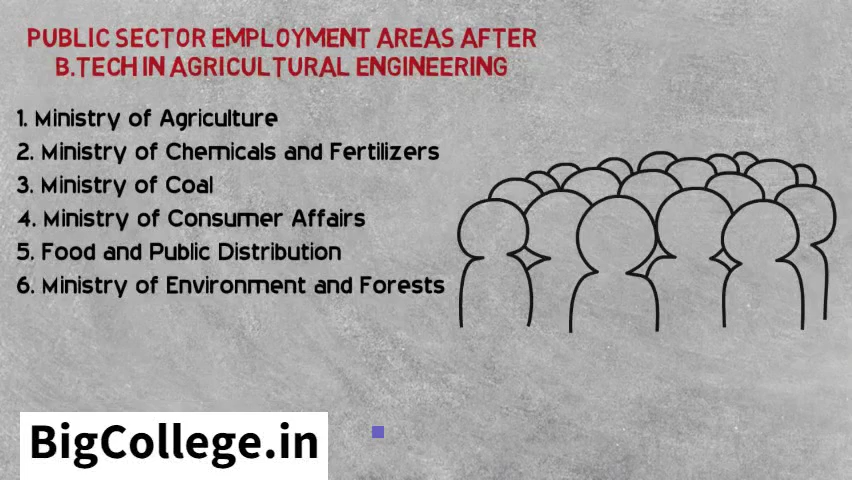 PUBLIC SECTOR EMPLOYMENT AREAS AFTER
B.TECH IN AGRICULTURAL ENGINEERING
1. Ministry of Agriculture
2. Ministry of Chemicals and Fertilizers
3. Ministry of Coal
4. Ministry of Consumer Affairs
5. Food and Public Distribution
6. Ministry of Environment and Forests
BigCollege.in